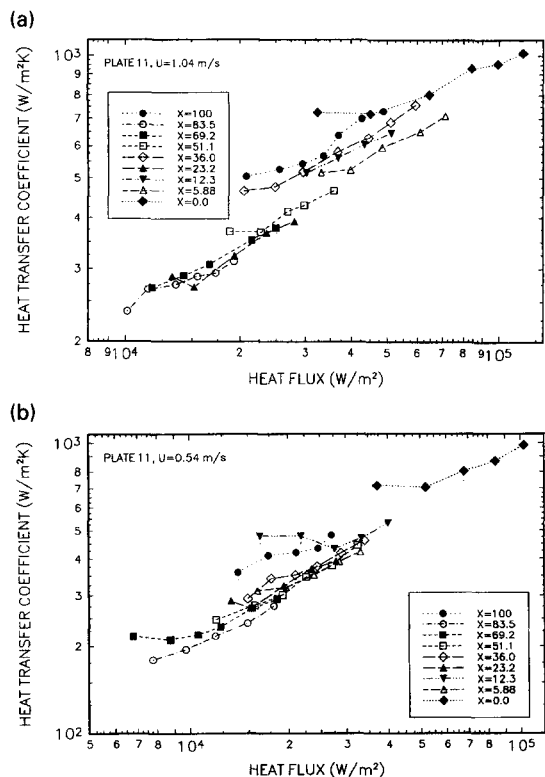 (a)
HEAT TRANSFER COEFFICIENT (W/m²K)
PLATE 11, U=1.04 m/s
X=100
X=83.5
X=69.2
X=51.1
X=36.0
X=23.2
X=12.3
X=5.88
X=0.0
10³
9
8
7
6
5
4
3
2
8 9 10⁴ 2 3 4 5 6 7 8 9 10⁵
HEAT FLUX (W/m²)
(b)
HEAT TRANSFER COEFFICIENT (W/m²K)
PLATE 11, U=0.54 m/s
10³
8
6
5
4
3
2
10²
X=100
X=83.5
X=69.2
X=51.1
X=36.0
X=23.2
X=12.3
X=5.88
X=0.0
5 6 7 8 10⁴ 2 3 4 5 6 7 8 10⁵
HEAT FLUX (W/m²)